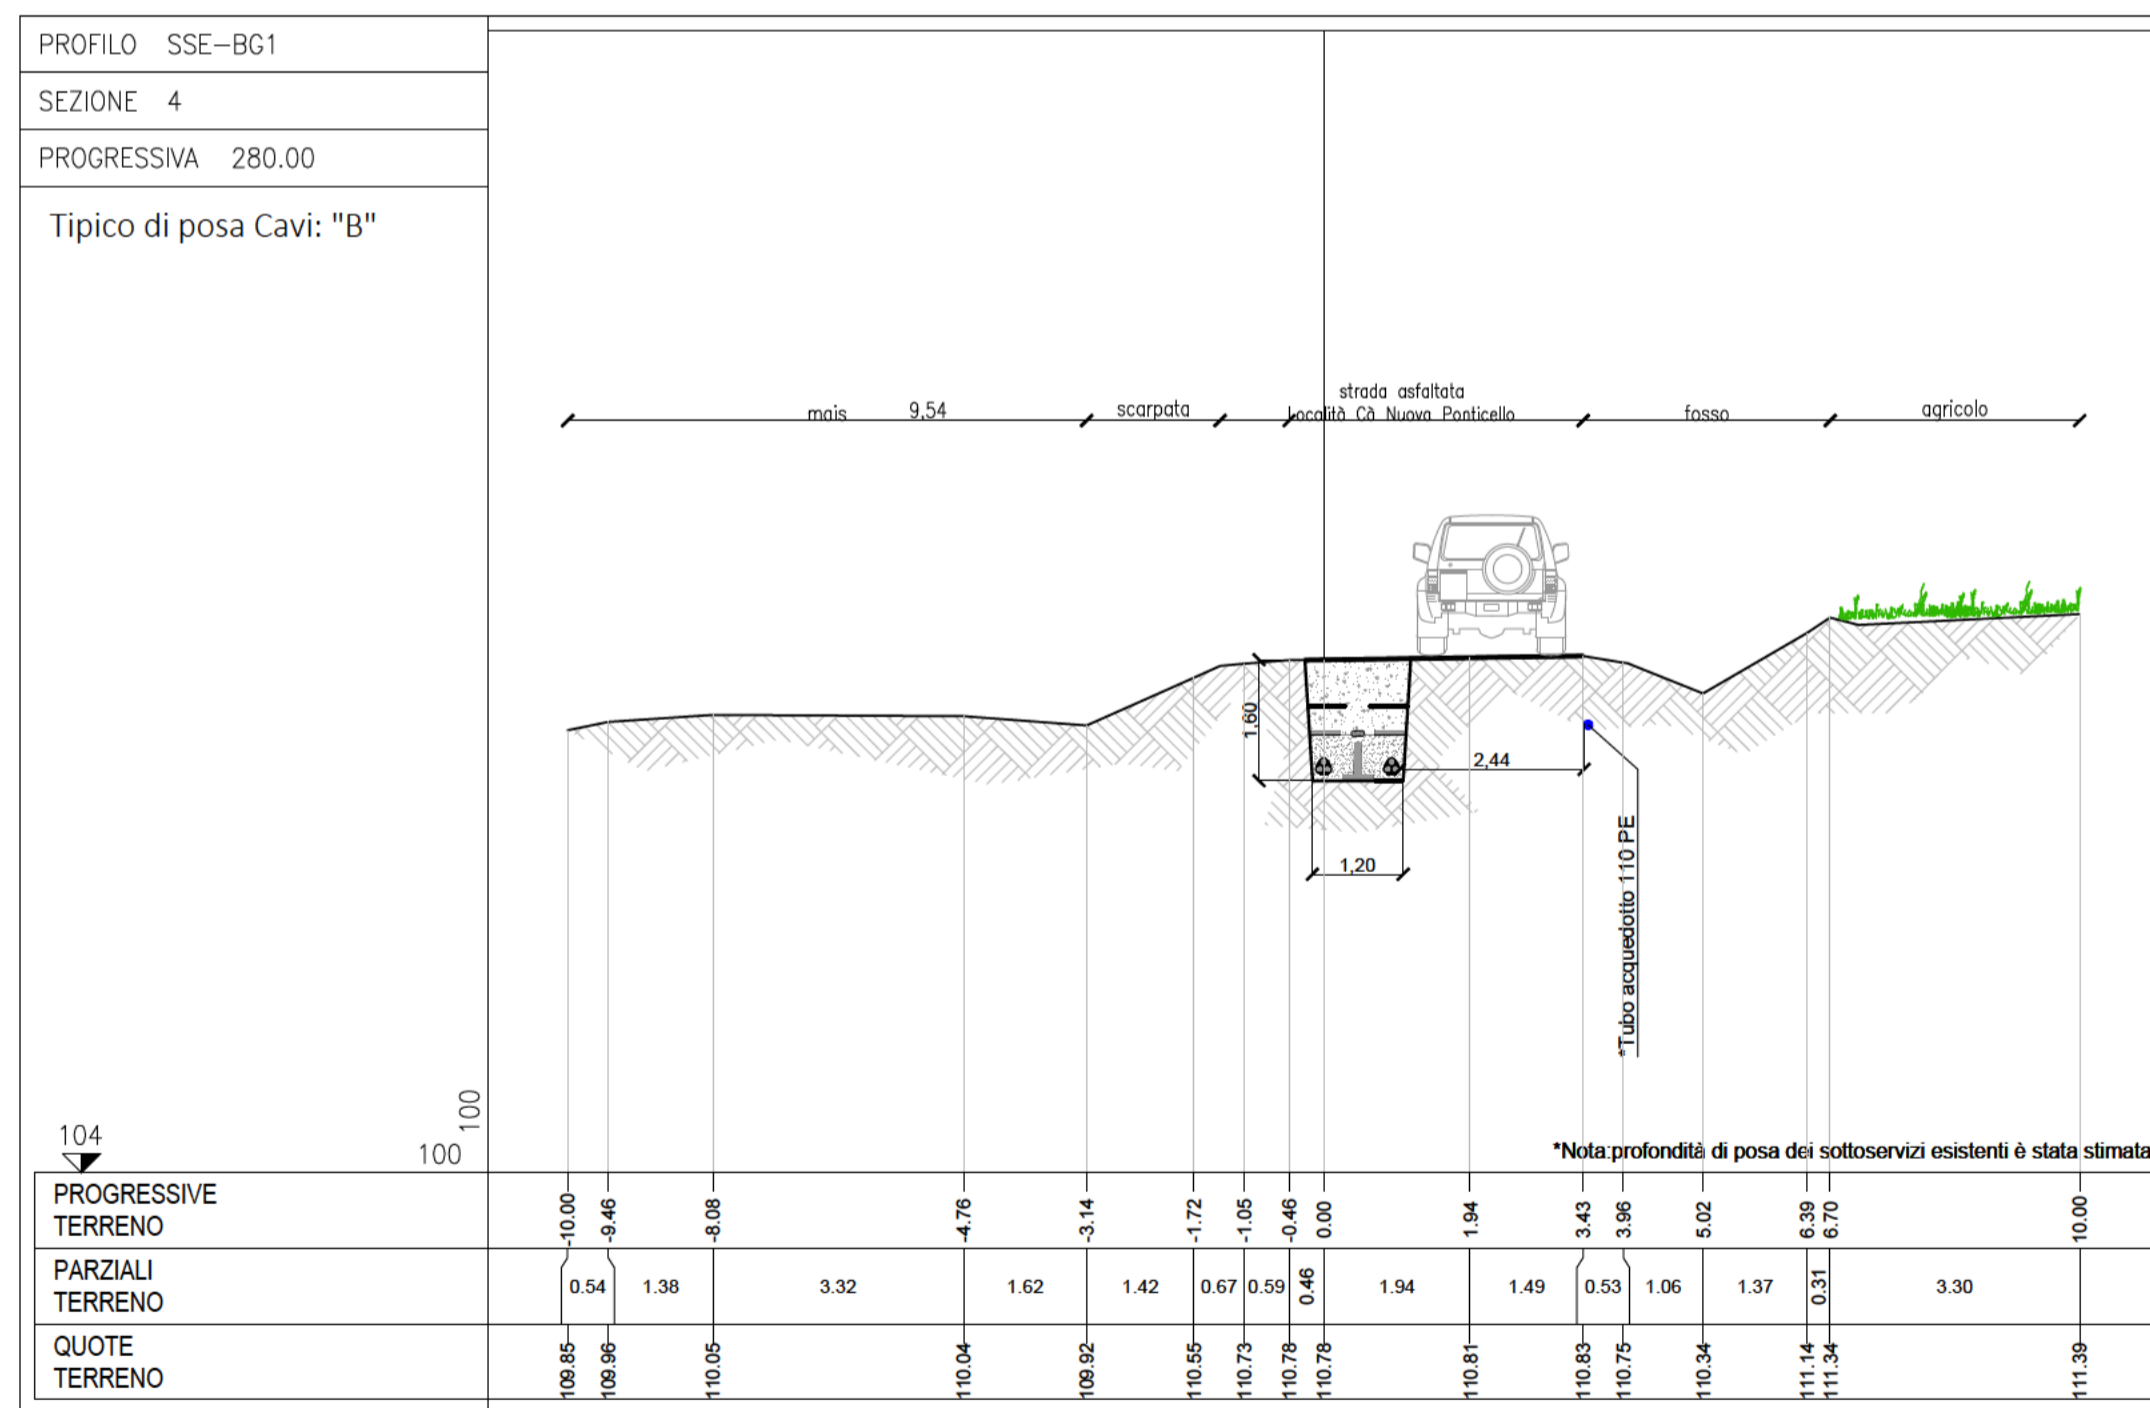 PROFILO SSE-BG1
SEZIONE 4
PROGRESSIVA 280.00
Tipico di posa Cavi: "B"
mais 9.54
scarpata
strada asfaltata
Località Cà Nuova Ponticello
fosso
agricolo
1,60
2,44
1,20
*Tubo acquedotto 110 PE
104
100
100
*Nota:profondità di posa dei sottoservizi esistenti è stata stimata
PROGRESSIVE
TERRENO
-10.00 -9.46 -8.08 -4.76 -3.14 -1.72 -1.05 -0.46 0.00 1.94 3.43 3.96 5.02 6.39 6.70 10.00
PARZIALI
TERRENO
0.54 1.38 3.32 1.62 1.42 0.67 0.59 0.46 1.94 1.49 0.53 1.06 1.37 0.31 3.30
QUOTE
TERRENO
109.85 109.96 110.05 110.04 109.92 110.55 110.73 110.78 110.78 110.81 110.83 110.75 110.34 111.14 111.34 111.39